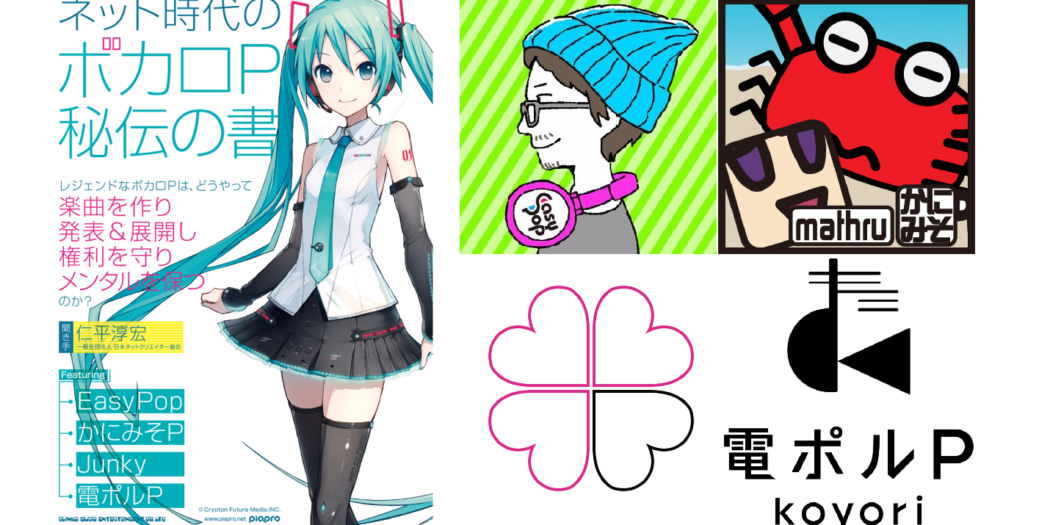 ネット時代の
ボカロP
秘伝の書
レジェンドなボカロPは、どうやって
楽曲を作り
発表＆展開し
権利を守り
メンタルを保つ
のか？
聞き手
仁平淳宏
一般社団法人 日本ネットクリエイター協会
Featuring
EasyPop
かにみそP
Junky
電ポルP
© Crypton Future Media,INC.
www.piapro.net piapro
01
mathru
かに
みそP
電ポルP
koyori